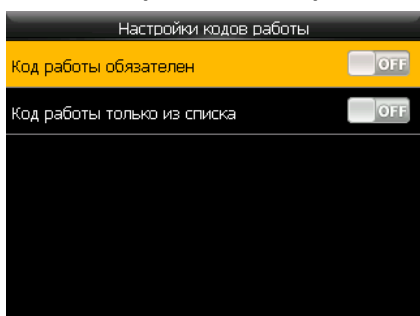 Настройки кодов работы
Код работы обязателен OFF
Код работы только из списка OFF